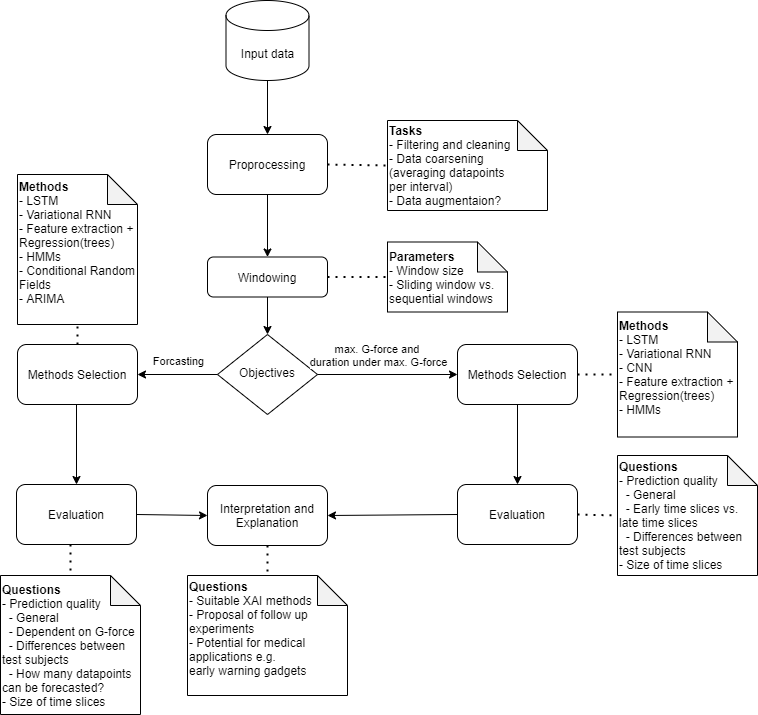 Input data
Proprocessing
Tasks
- Filtering and cleaning
- Data coarsening
(averaging datapoints
per interval)
- Data augmentaion?
Methods
- LSTM
- Variational RNN
- Feature extraction +
Regression(trees)
- HMMs
- Conditional Random
Fields
- ARIMA
Windowing
Parameters
- Window size
- Sliding window vs.
sequential windows
Objectives
Forcasting
max. G-force and
duration under max. G-force
Methods Selection
Methods Selection
Methods
- LSTM
- Variational RNN
- CNN
- Feature extraction +
Regression(trees)
- HMMs
Evaluation
Interpretation and
Explanation
Evaluation
Questions
- Prediction quality
- General
- Early time slices vs.
late time slices
- Differences between
test subjects
- Size of time slices
Questions
- Prediction quality
- General
- Dependent on G-force
- Differences between
test subjects
- How many datapoints
can be forecasted?
- Size of time slices
Questions
- Suitable XAI methods
- Proposal of follow up
experiments
- Potential for medical
applications e.g.
early warning gadgets